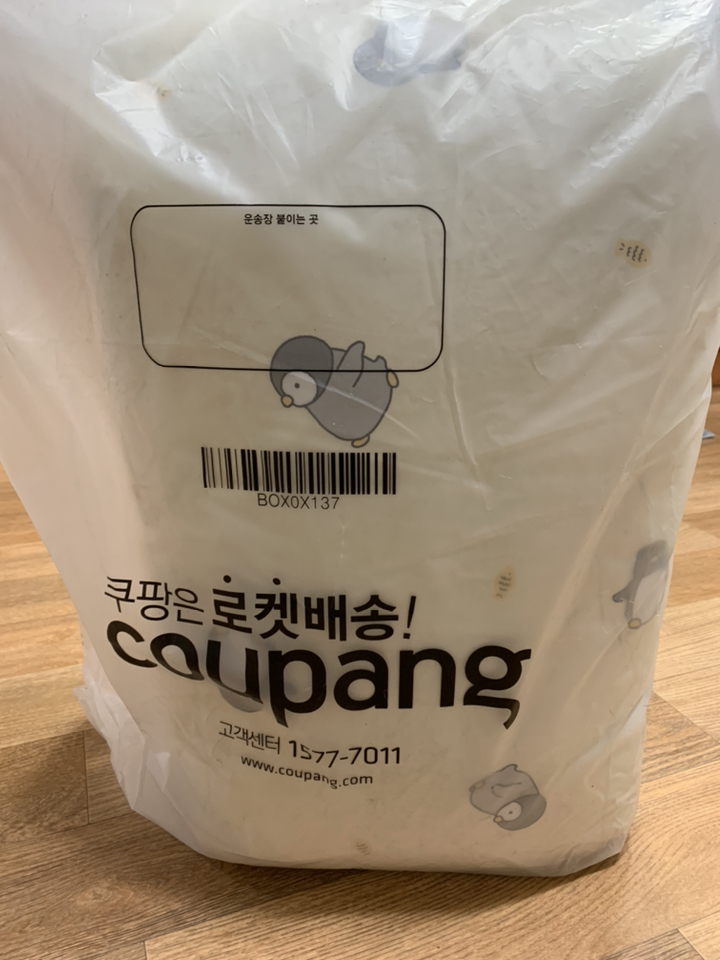 운송장 붙이는 곳
BOX0X137
쿠팡은 로켓배송!
coupang
고객센터 1577-7011
www.coupang.com